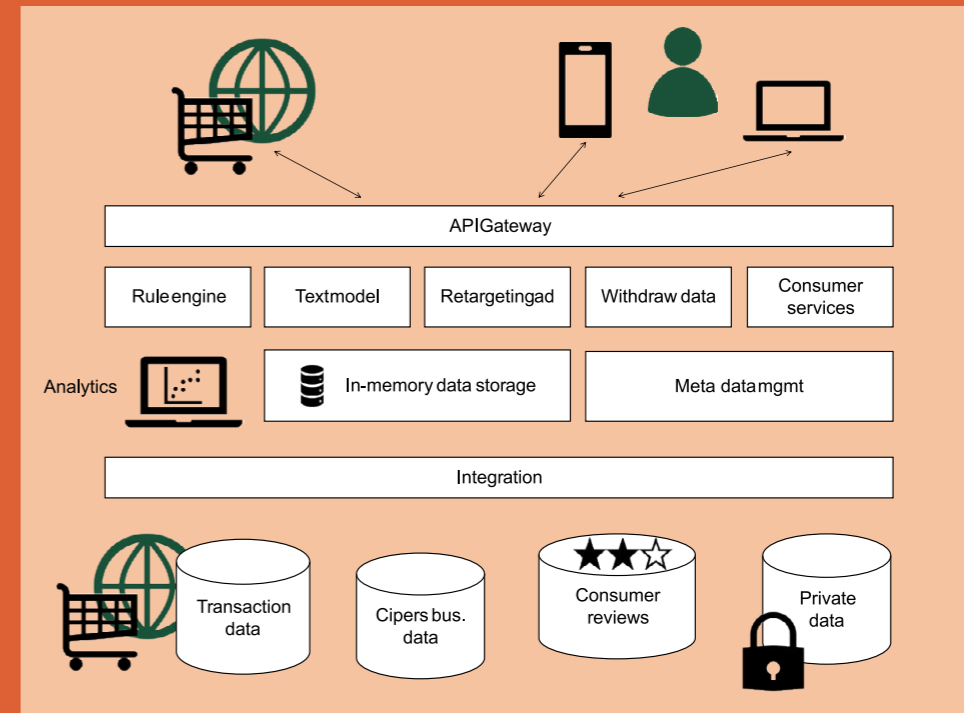 APIGateway
Ruleengine
Textmodel
Retargetingad
Withdraw data
Consumer
services
Analytics
In-memory data storage
Meta datamgmt
Integration
Transaction
data
Cipers bus.
data
Consumer
reviews
Private
data